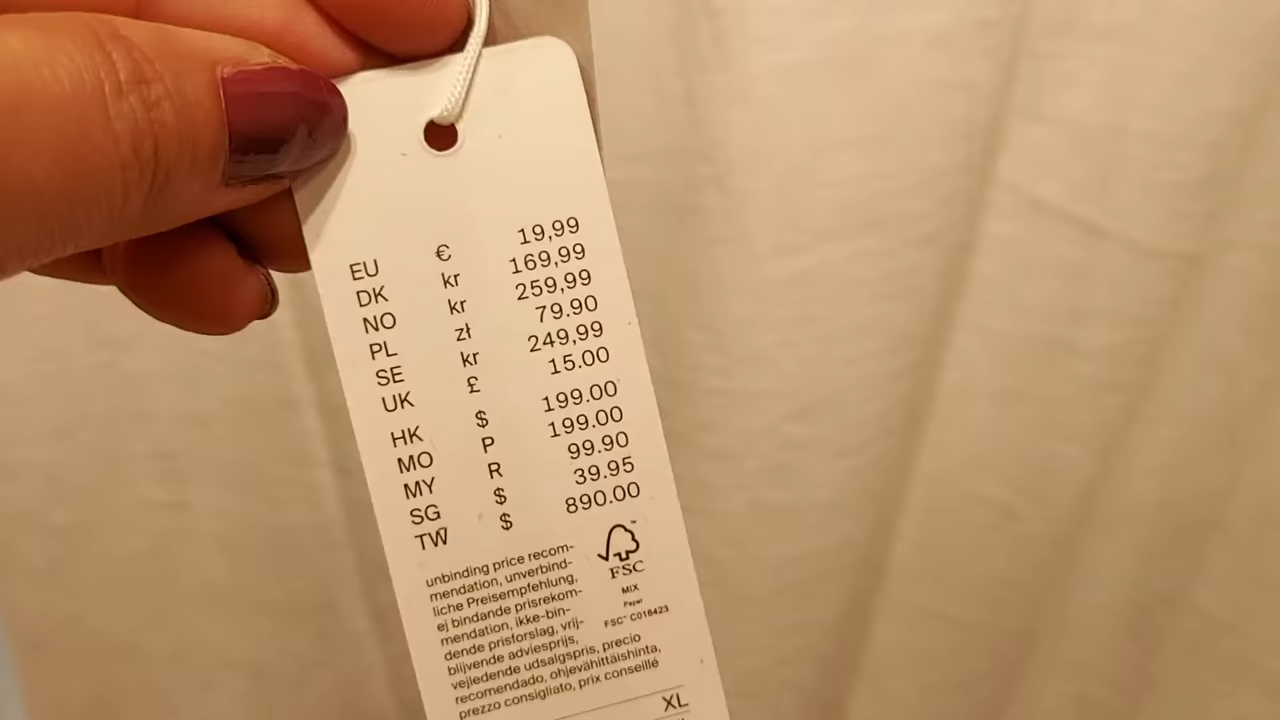 EU € 19,99
DK kr 169,99
NO kr 259,99
PL zł 79.90
SE kr 249,99
UK £ 15.00
HK $ 199.00
MO P 199.00
MY R 99.90
SG $ 39.95
TW $ 890.00
unbinding price recom-
mendation, unverbind-
liche Preisempfehlung,
ej bindande prisrekom-
mendation, ikke-bin-
dende prisforslag, vrij-
blijvende adviesprijs,
vejledende udsalgspris, precio
recomendado, ohjevähittäishinta,
prezzo consigliato, prix conseillé
FSC
MIX
Paper
FSC™ C016423
XL